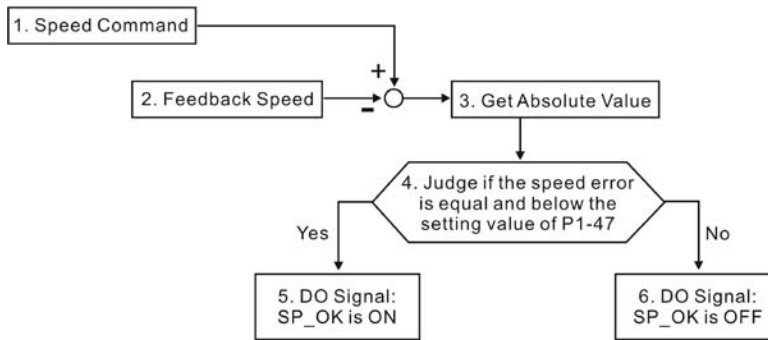 1. Speed Command
+
2. Feedback Speed
-
3. Get Absolute Value
4. Judge if the speed error
is equal and below the
setting value of P1-47
Yes
No
5. DO Signal:
SP_OK is ON
6. DO Signal:
SP_OK is OFF